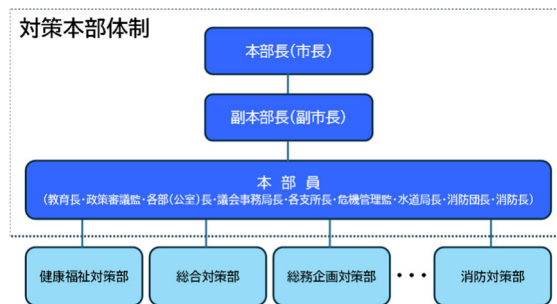 対策本部体制
本部長(市長)
副本部長(副市長)
本部員
(教育長・政策審議監・各部(公室)長・議会事務局長・各支所長・危機管理監・水道局長・消防団長・消防長)
健康福祉対策部
総合対策部
総務企画対策部
・・・
消防対策部